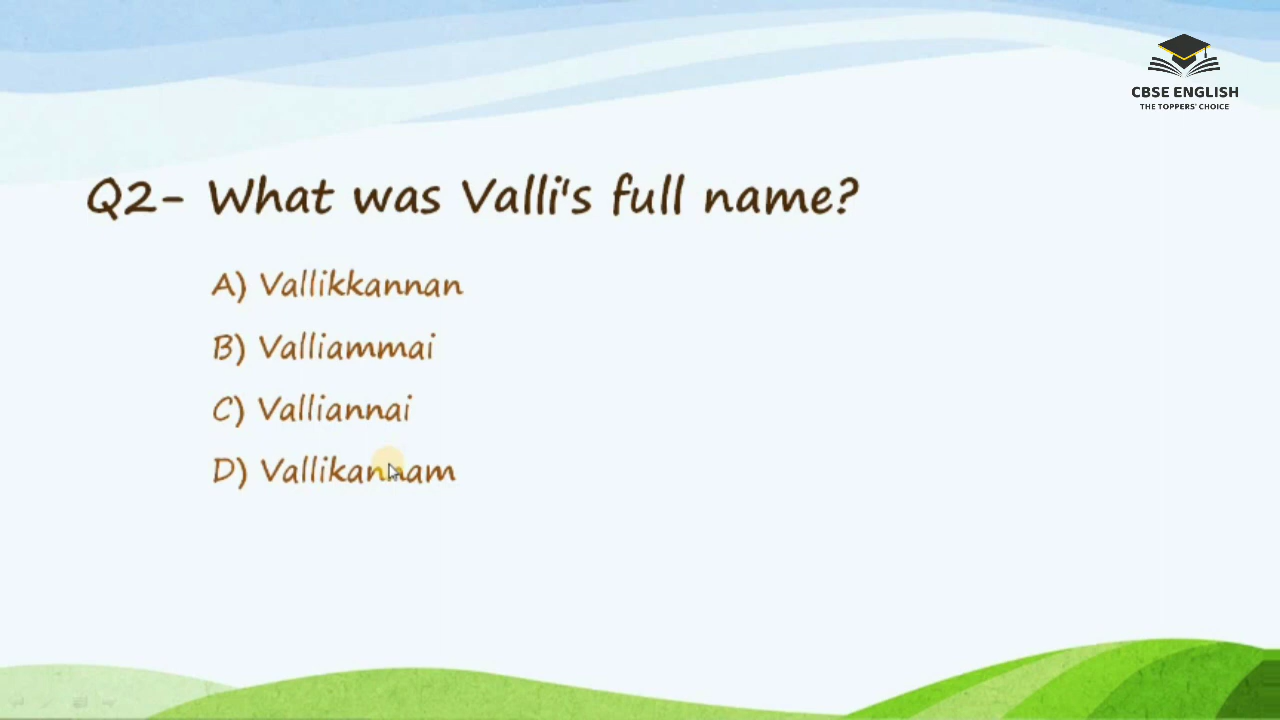 CBSE ENGLISH
THE TOPPERS' CHOICE
Q2- What was Valli's full name?
A) Vallikkannan
B) Valliammai
C) Valliannai
D) Vallikannam